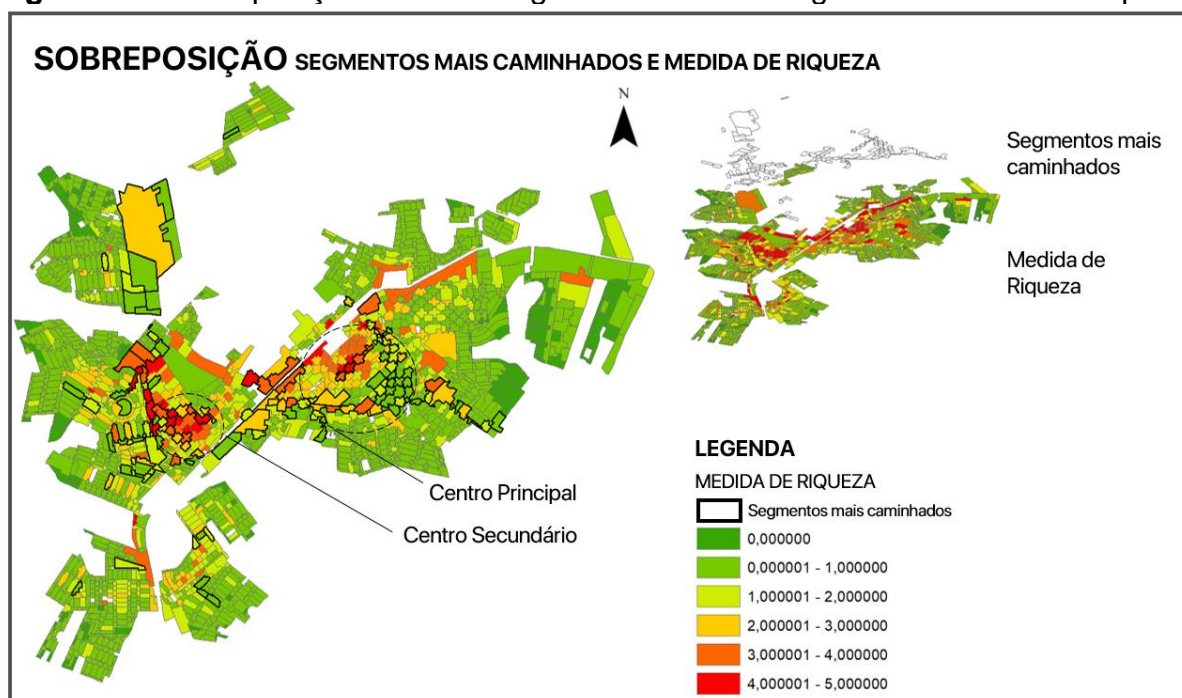 SOBREPOSIÇÃO SEGMENTOS MAIS CAMINHADOS E MEDIDA DE RIQUEZA
N
Segmentos mais
caminhados
Medida de
Riqueza
Centro Principal
Centro Secundário
LEGENDA
MEDIDA DE RIQUEZA
Segmentos mais caminhados
0,000000
0,000001 - 1,000000
1,000001 - 2,000000
2,000001 - 3,000000
3,000001 - 4,000000
4,000001 - 5,000000